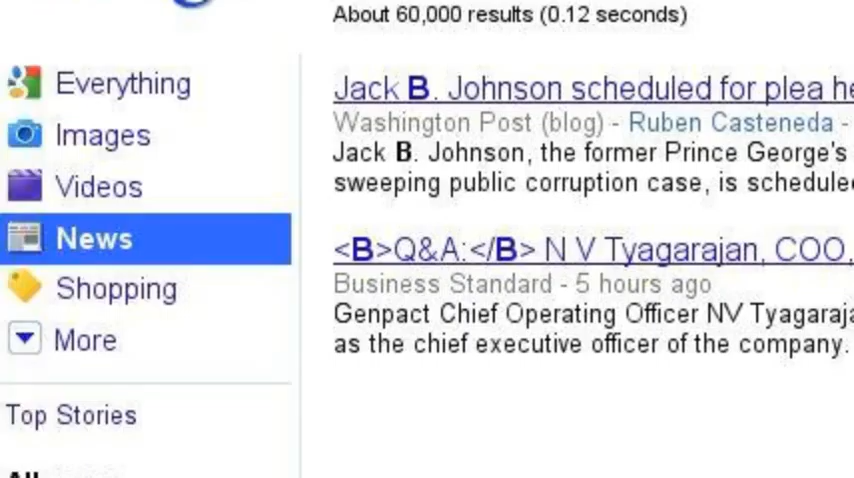 About 60,000 results (0.12 seconds)
Everything
Images
Videos
News
Shopping
More
Top Stories
Jack B. Johnson scheduled for plea
Washington Post (blog) - Ruben Casteneda -
Jack B. Johnson, the former Prince George's
sweeping public corruption case, is
<B>Q&A:</B> N V Tyagarajan, COO,
Business Standard - 5 hours ago
Genpact Chief Operating Officer NV
as the chief executive officer of the company.